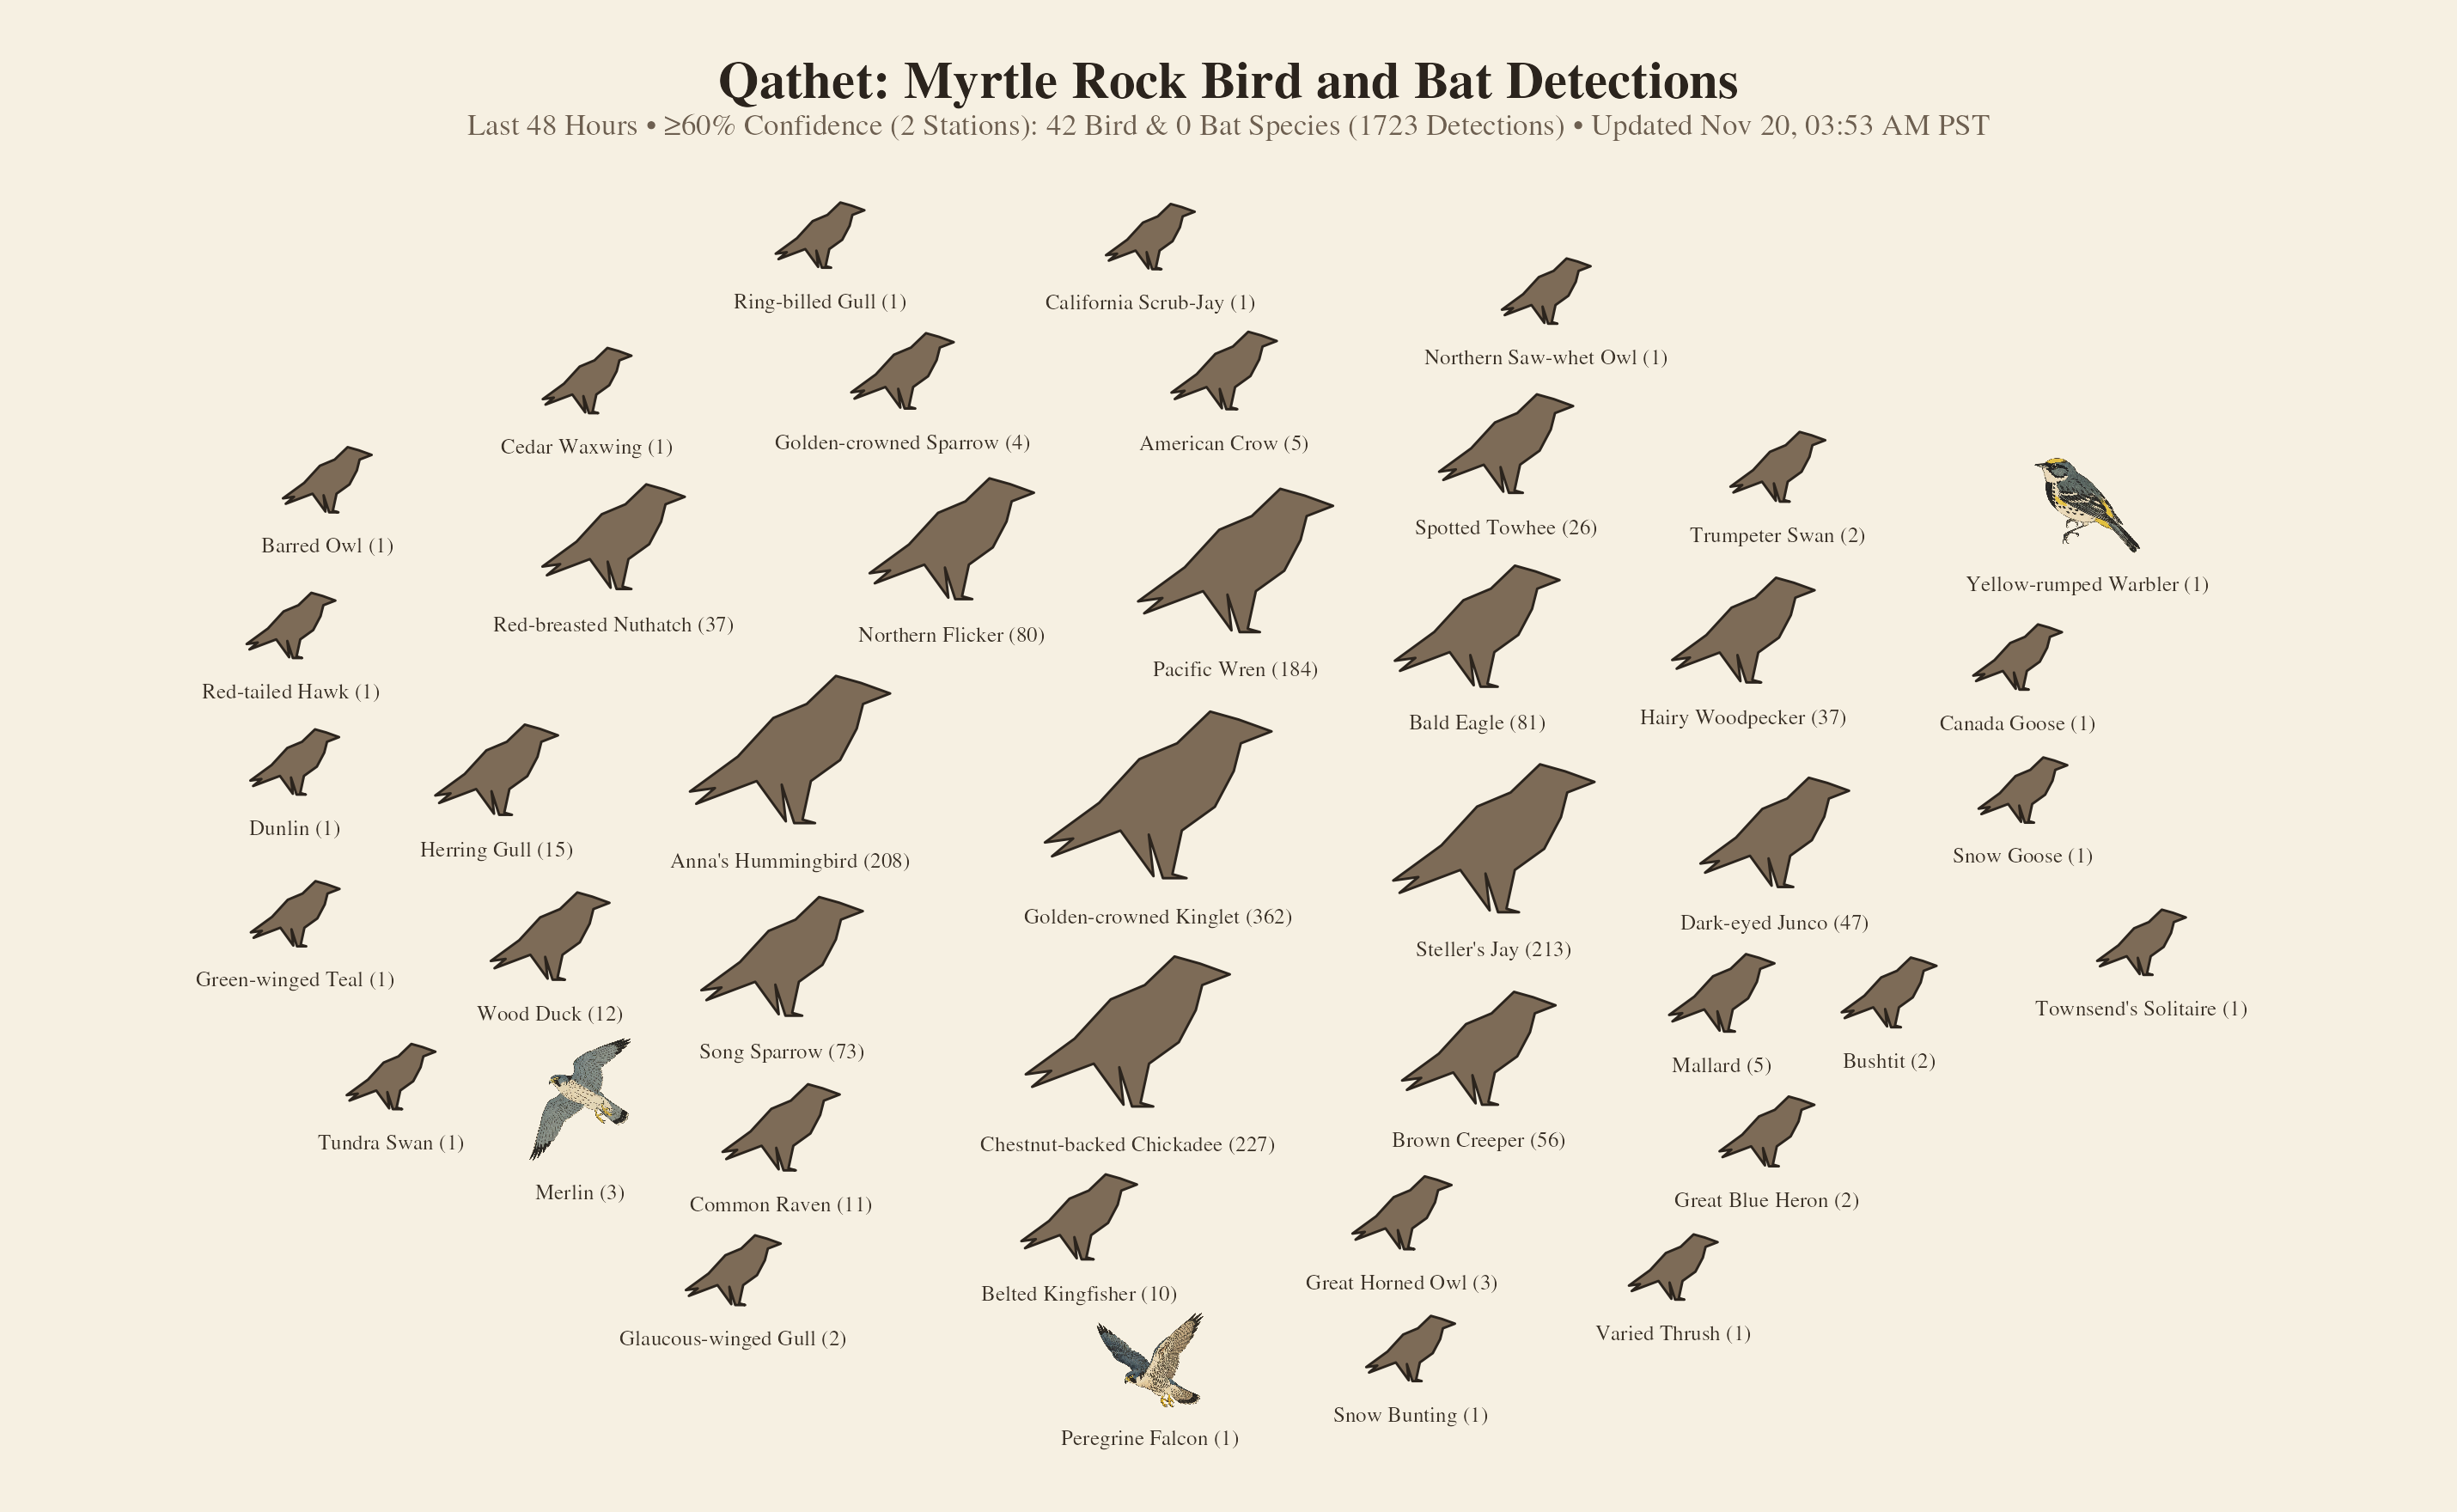 Qathet: Myrtle Rock Bird and Bat Detections
Last 48 Hours • ≥60% Confidence (2 Stations): 42 Bird & 0 Bat Species (1723 Detections) • Updated Nov 20, 03:53 AM PST
Ring-billed Gull (1)
California Scrub-Jay (1)
Northern Saw-whet Owl (1)
Cedar Waxwing (1)
Golden-crowned Sparrow (4)
American Crow (5)
Spotted Towhee (26)
Trumpeter Swan (2)
Barred Owl (1)
Yellow-rumped Warbler (1)
Red-breasted Nuthatch (37)
Northern Flicker (80)
Pacific Wren (184)
Red-tailed Hawk (1)
Bald Eagle (81)
Hairy Woodpecker (37)
Canada Goose (1)
Dunlin (1)
Herring Gull (15)
Anna's Hummingbird (208)
Snow Goose (1)
Golden-crowned Kinglet (362)
Steller's Jay (213)
Dark-eyed Junco (47)
Green-winged Teal (1)
Wood Duck (12)
Townsend's Solitaire (1)
Song Sparrow (73)
Mallard (5)
Bushtit (2)
Tundra Swan (1)
Chestnut-backed Chickadee (227)
Brown Creeper (56)
Merlin (3)
Common Raven (11)
Great Blue Heron (2)
Belted Kingfisher (10)
Great Horned Owl (3)
Glaucous-winged Gull (2)
Varied Thrush (1)
Snow Bunting (1)
Peregrine Falcon (1)